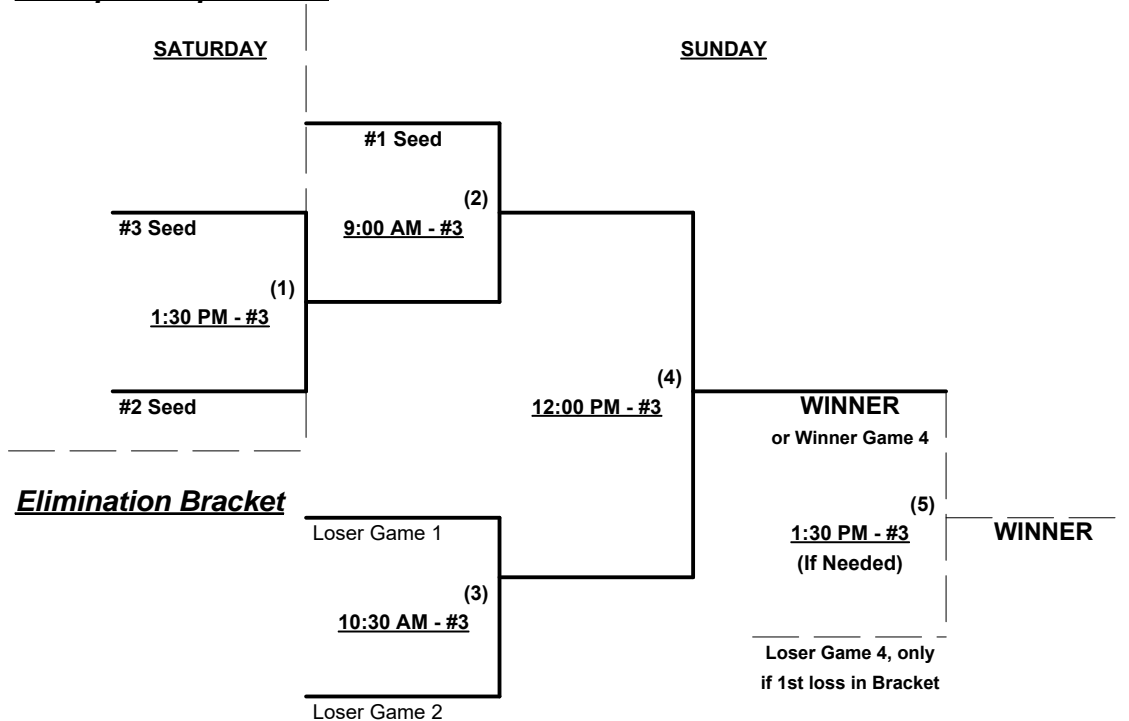 SATURDAY
SUNDAY
#1 Seed
(2)
9:00 AM - #3
#3 Seed
(1)
1:30 PM - #3
#2 Seed
(4)
12:00 PM - #3
WINNER
or Winner Game 4
Elimination Bracket
Loser Game 1
(5)
1:30 PM - #3
(If Needed)
WINNER
(3)
10:30 AM - #3
Loser Game 4, only
if 1st loss in Bracket
Loser Game 2